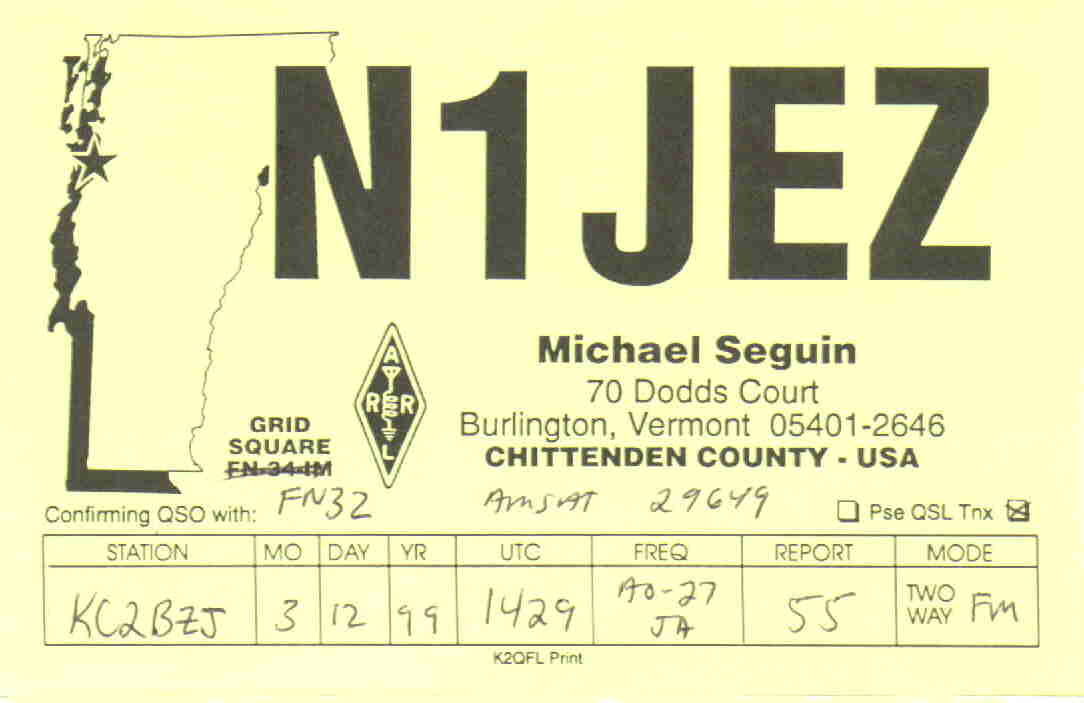 N1JEZ
Michael Seguin
70 Dodds Court
Burlington, Vermont 05401-2646
CHITTENDEN COUNTY - USA
ARRL
GRID
SQUARE
FN-34-IM
FN32 AMSAT 29649
Confirming QSO with: Pse QSL Tnx
STATION MO DAY YR UTC FREQ REPORT MODE
KC2BZJ 3 12 99 1429 AO-27 JA 55 TWO WAY FM
K2QFL Print